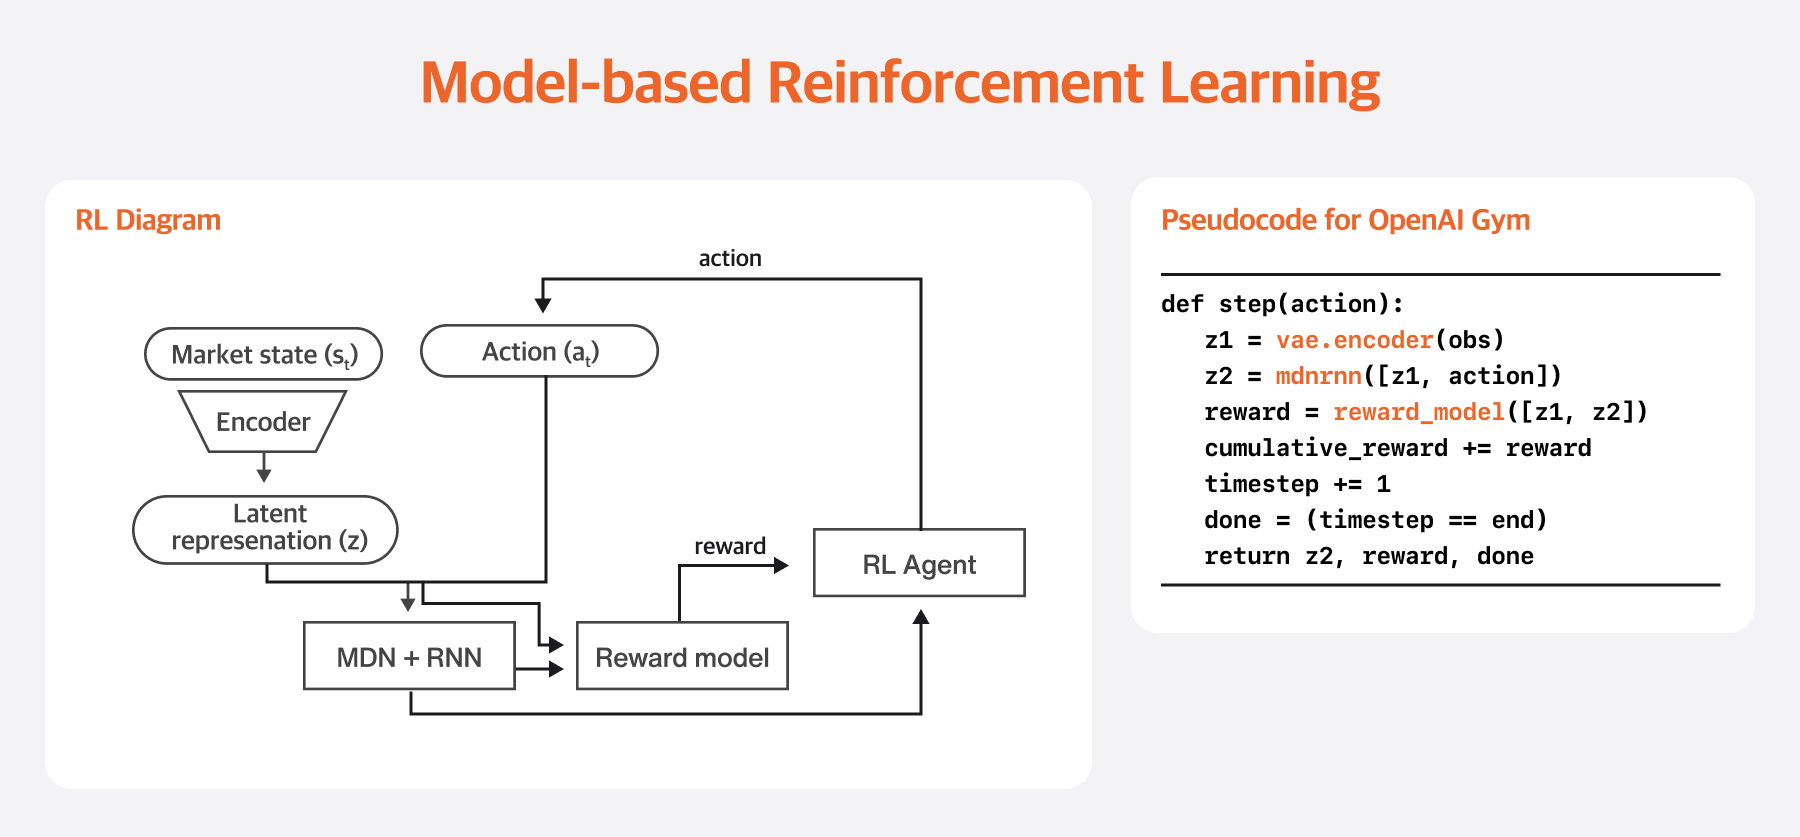 Model-based Reinforcement Learning
RL Diagram
action
Market state (st)
Action (at)
Encoder
Latent
represenation (z)
reward
RL Agent
MDN + RNN
Reward model
Pseudocode for OpenAI Gym
def step(action):
z1 = vae.encoder(obs)
z2 = mdnrnn([z1, action])
reward = reward_model([z1, z2])
cumulative_reward += reward
timestep += 1
done = (timestep == end)
return z2, reward, done